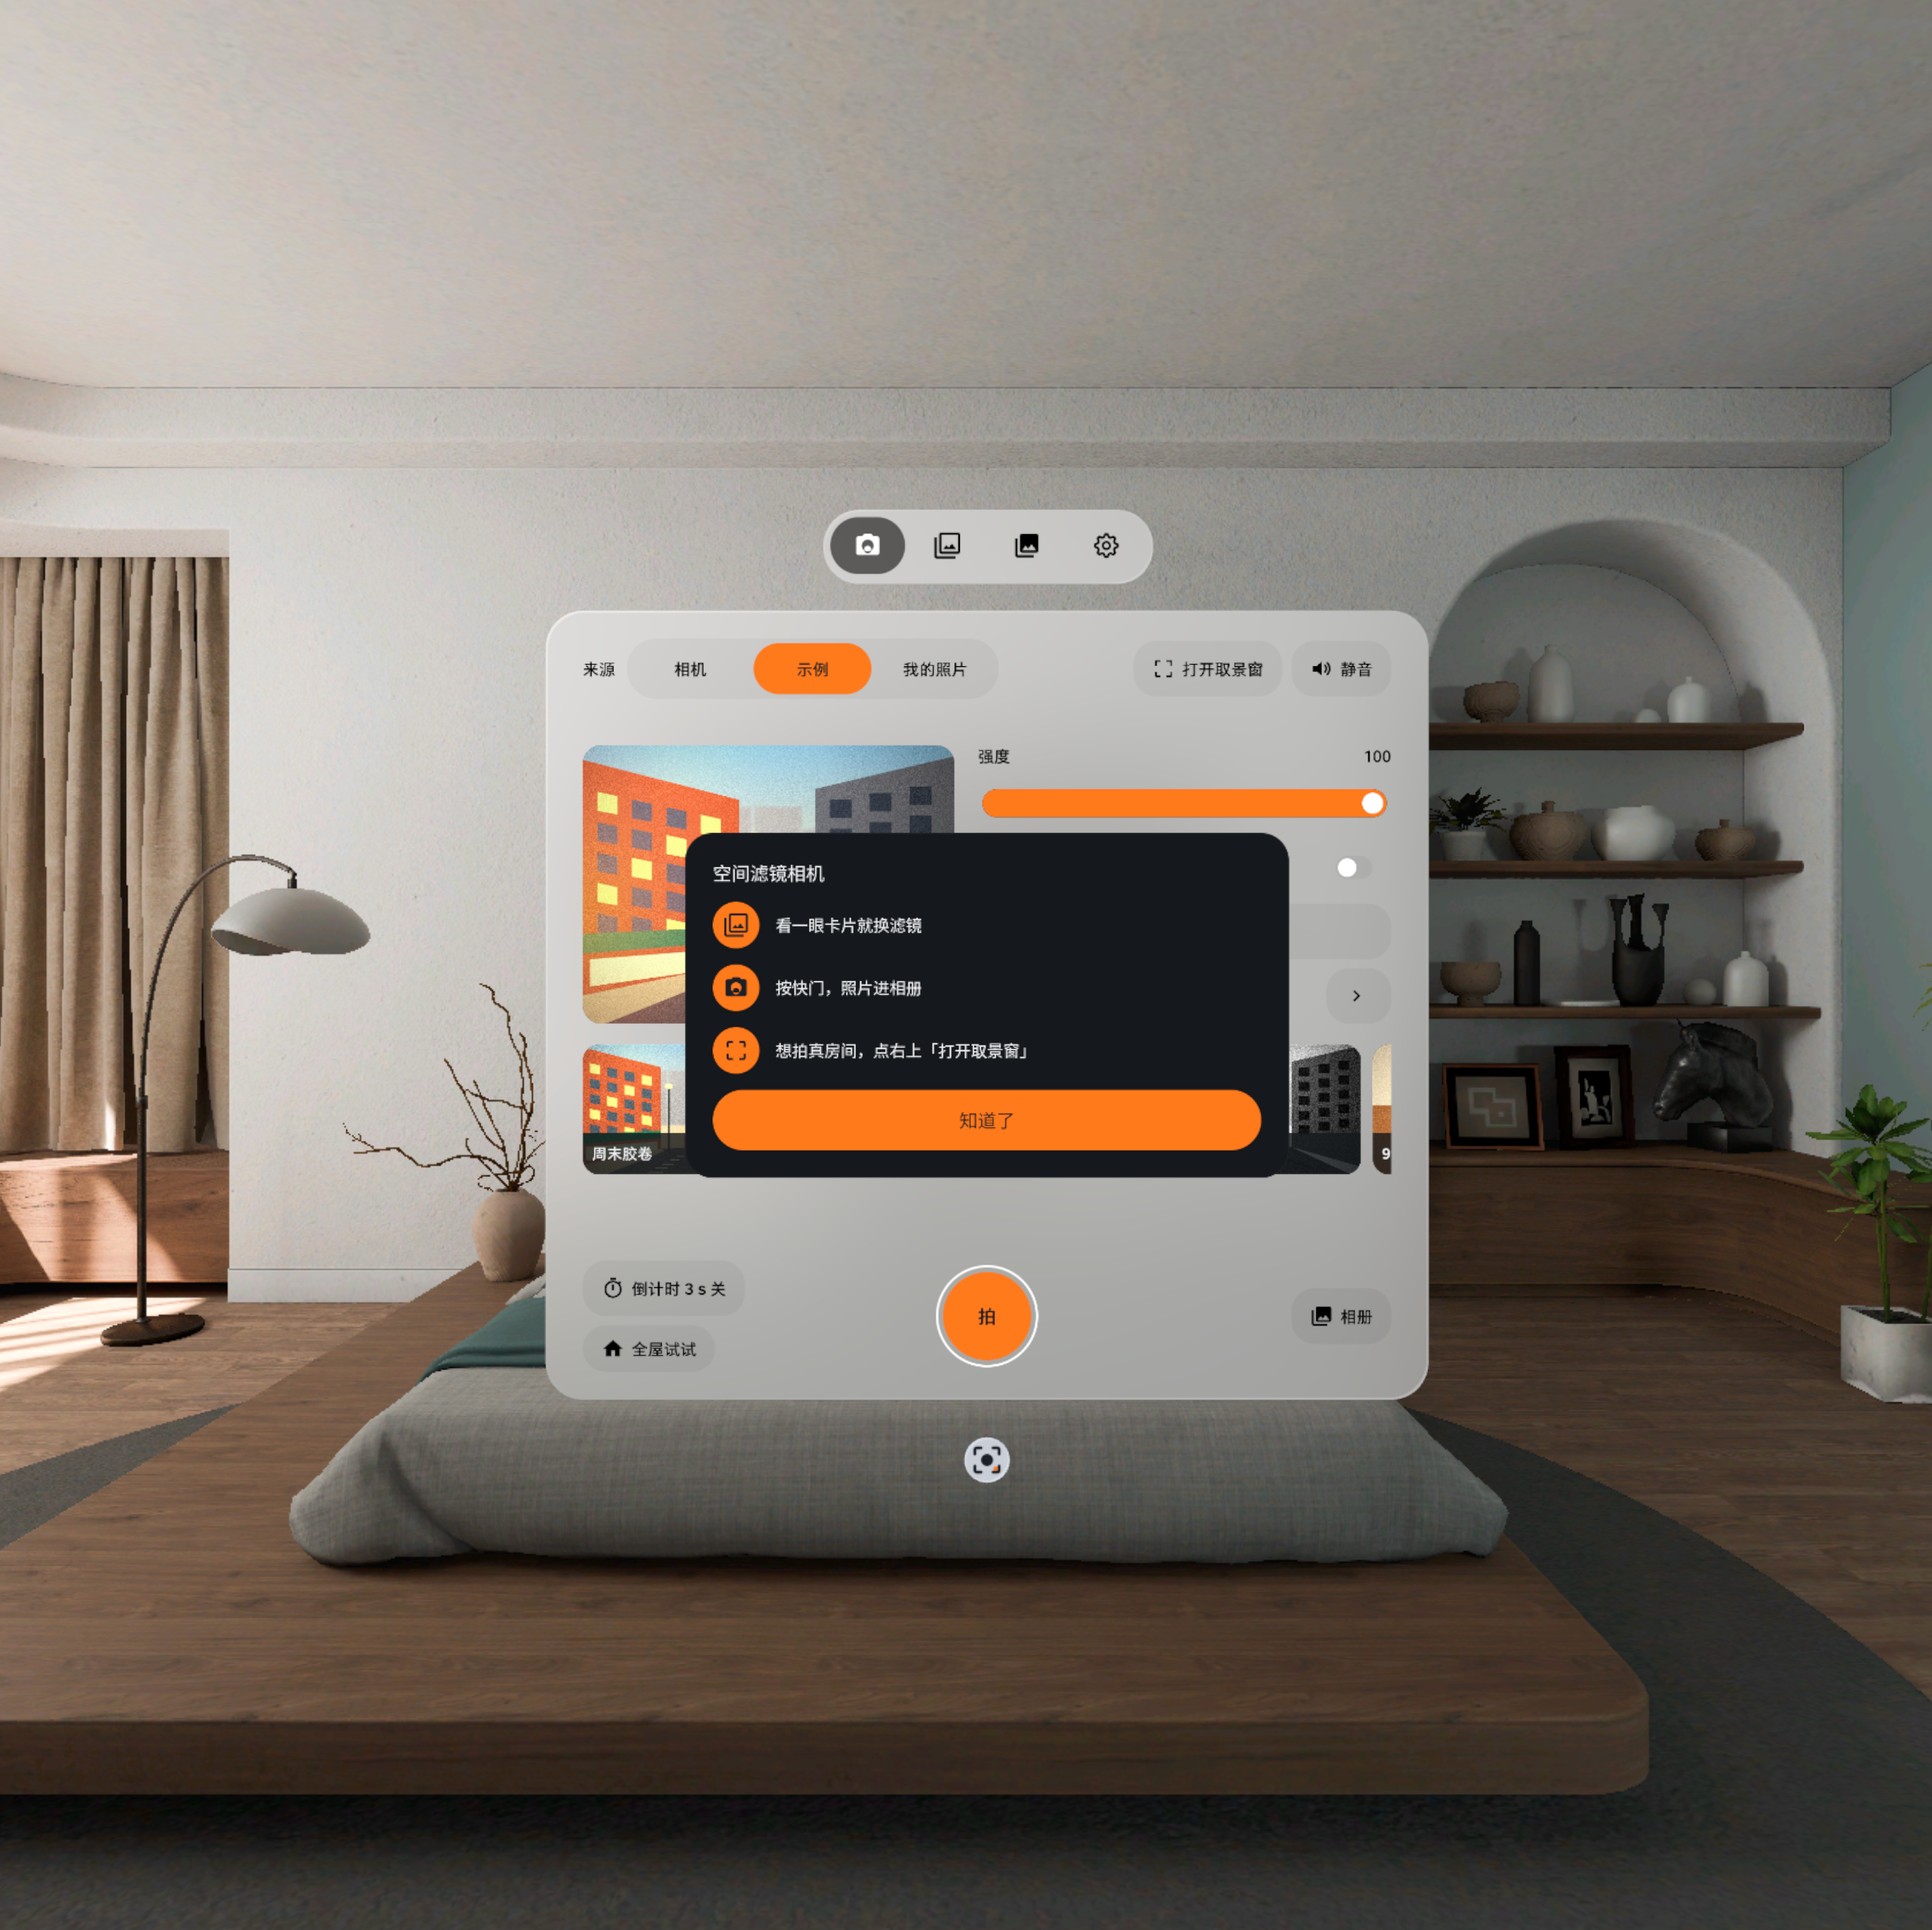 来源
相机
示例
我的照片
打开取景窗
静音
强度
100
空间滤镜相机
看一眼卡片就换滤镜
按快门，照片进相册
想拍真房间，点右上「打开取景窗」
知道了
周末胶卷
9
倒计时 3 s 关
拍
相册
全屋试试